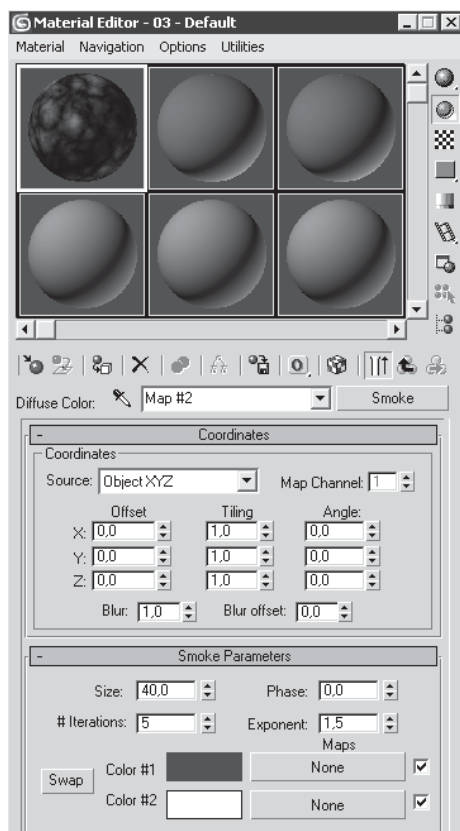 Material Editor - 03 - Default
Material Navigation Options Utilities
Diffuse Color: Map #2 Smoke
- Coordinates
Coordinates
Source: Object XYZ Map Channel: 1
Offset Tiling Angle:
X: 0,0 1,0 0,0
Y: 0,0 1,0 0,0
Z: 0,0 1,0 0,0
Blur: 1,0 Blur offset: 0,0
- Smoke Parameters
Size: 40,0 Phase: 0,0
# Iterations: 5 Exponent: 1,5
Maps
Swap Color #1 None
Color #2 None